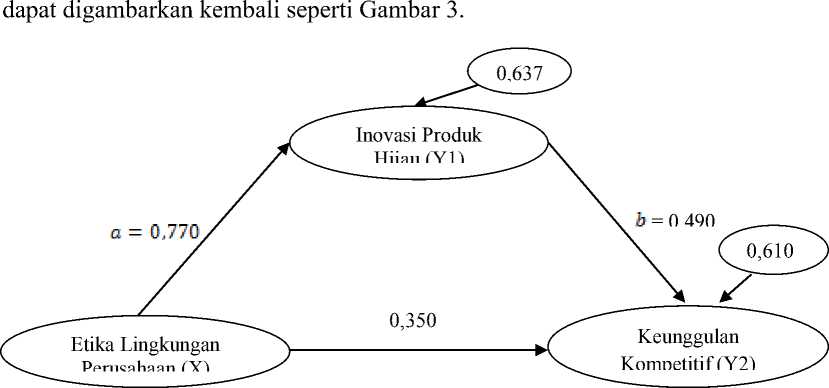 dapat digambarkan kembali seperti Gambar 3.
0,637
Inovasi Produk
Hijau (Y1)
a = 0,770
b = 0.490
0,610
0,350
Etika Lingkungan
Perusahaan (X)
Keunggulan
Kompetitif (Y2)